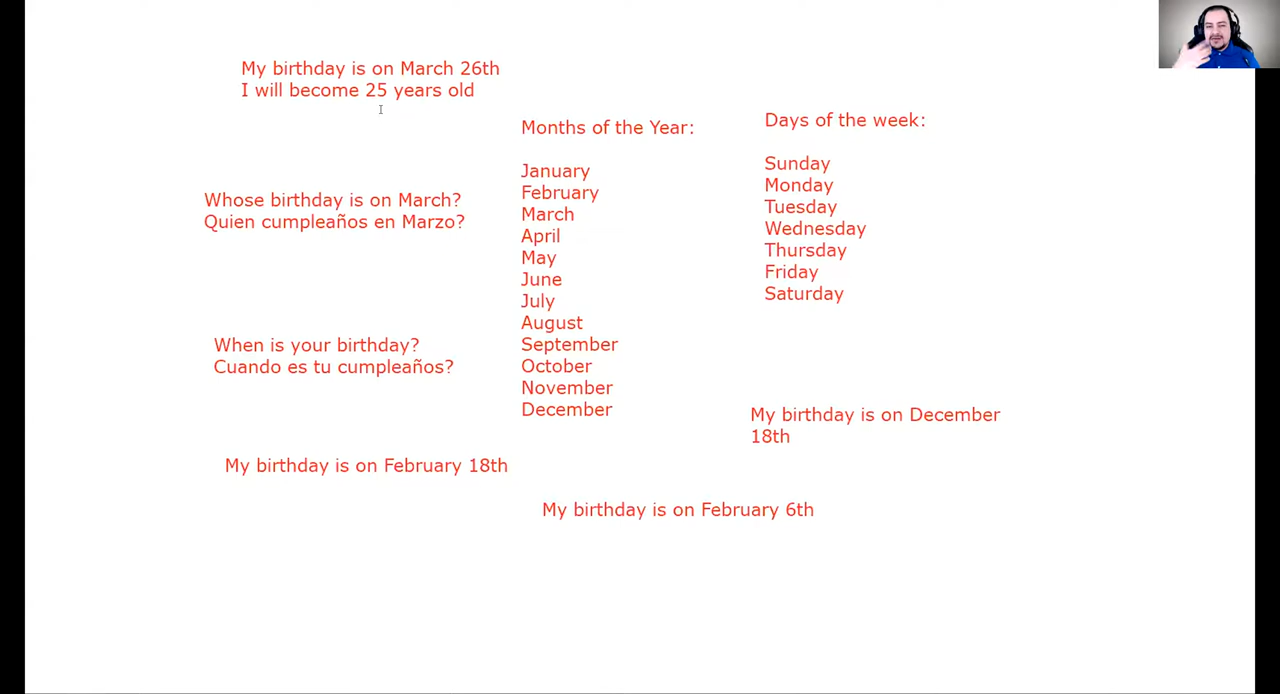 My birthday is on March 26th
I will become 25 years old
Months of the Year:
January
February
March
April
May
June
July
August
September
October
November
December
Days of the week:
Sunday
Monday
Tuesday
Wednesday
Thursday
Friday
Saturday
Whose birthday is on March?
Quien cumpleaños en Marzo?
When is your birthday?
Cuando es tu cumpleaños?
My birthday is on December
18th
My birthday is on February 18th
My birthday is on February 6th